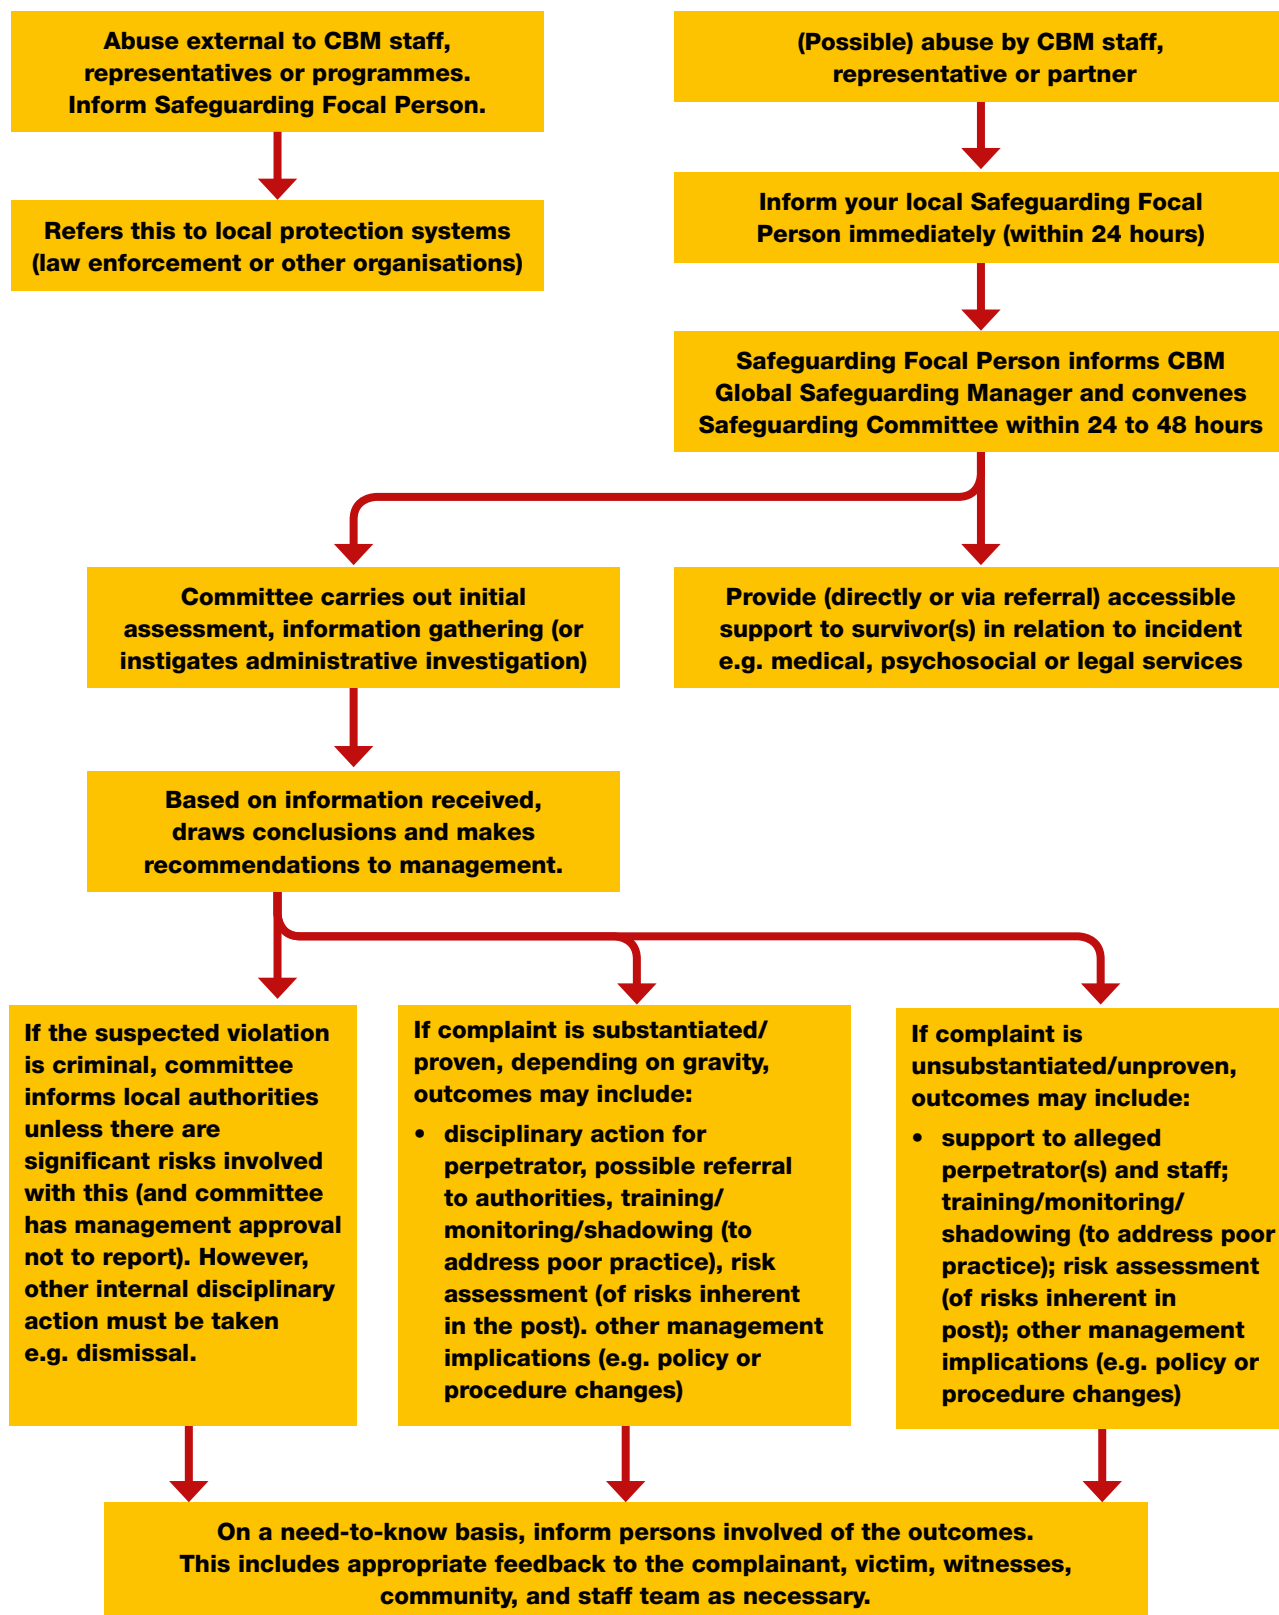 Abuse external to CBM staff,
representatives or programmes.
Inform Safeguarding Focal Person.
Refers this to local protection systems
(law enforcement or other organisations)
(Possible) abuse by CBM staff,
representative or partner
Inform your local Safeguarding Focal
Person immediately (within 24 hours)
Safeguarding Focal Person informs CBM
Global Safeguarding Manager and convenes
Safeguarding Committee within 24 to 48 hours
Committee carries out initial
assessment, information gathering (or
instigates administrative investigation)
Provide (directly or via referral) accessible
support to survivor(s) in relation to incident
e.g. medical, psychosocial or legal services
Based on information received,
draws conclusions and makes
recommendations to management.
If the suspected violation
is criminal, committee
informs local authorities
unless there are
significant risks involved
with this (and committee
has management approval
not to report). However,
other internal disciplinary
action must be taken
e.g. dismissal.
If complaint is substantiated/
proven, depending on gravity,
outcomes may include:
• disciplinary action for
perpetrator, possible referral
to authorities, training/
monitoring/shadowing (to
address poor practice), risk
assessment (of risks inherent
in the post). other management
implications (e.g. policy or
procedure changes)
If complaint is
unsubstantiated/unproven,
outcomes may include:
• support to alleged
perpetrator(s) and staff;
training/monitoring/
shadowing (to address poor
practice); risk assessment
(of risks inherent in
post); other management
implications (e.g. policy or
procedure changes)
On a need-to-know basis, inform persons involved of the outcomes.
This includes appropriate feedback to the complainant, victim, witnesses,
community, and staff team as necessary.